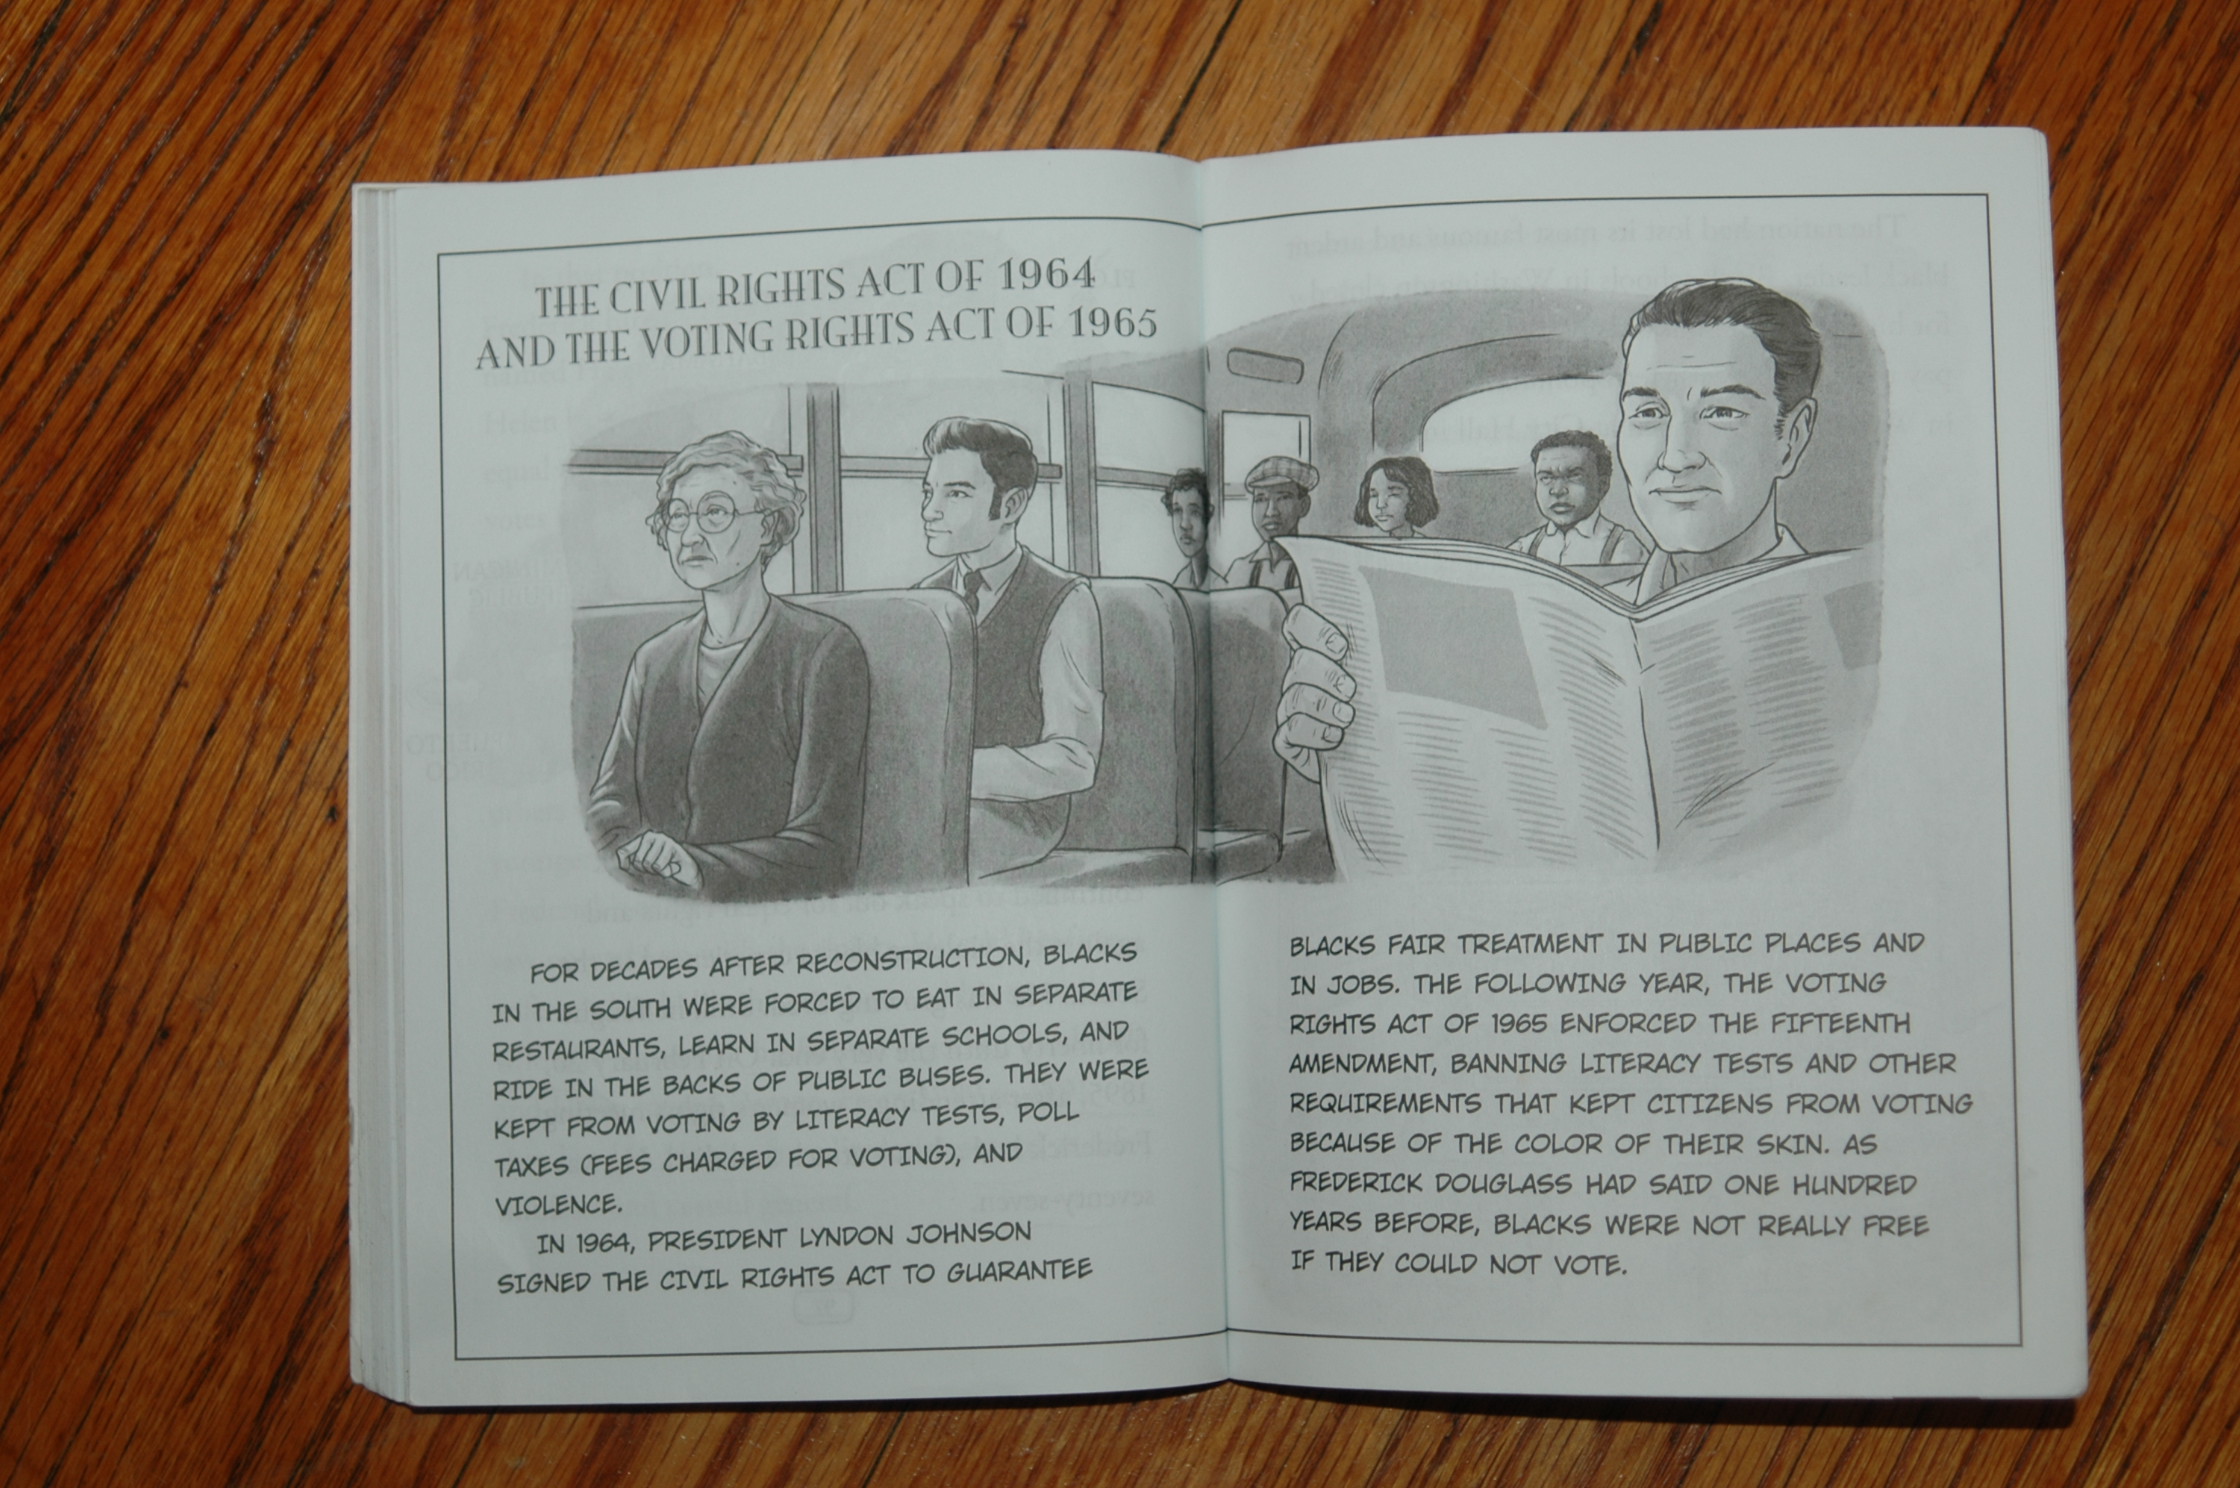 THE CIVIL RIGHTS ACT OF 1964
AND THE VOTING RIGHTS ACT OF 1965
FOR DECADES AFTER RECONSTRUCTION, BLACKS
IN THE SOUTH WERE FORCED TO EAT IN SEPARATE
RESTAURANTS, LEARN IN SEPARATE SCHOOLS, AND
RIDE IN THE BACKS OF PUBLIC BUSES. THEY WERE
KEPT FROM VOTING BY LITERACY TESTS, POLL
TAXES (FEES CHARGED FOR VOTING), AND
VIOLENCE.
IN 1964, PRESIDENT LYNDON JOHNSON
SIGNED THE CIVIL RIGHTS ACT TO GUARANTEE
BLACKS FAIR TREATMENT IN PUBLIC PLACES AND
IN JOBS. THE FOLLOWING YEAR, THE VOTING
RIGHTS ACT OF 1965 ENFORCED THE FIFTEENTH
AMENDMENT, BANNING LITERACY TESTS AND OTHER
REQUIREMENTS THAT KEPT CITIZENS FROM VOTING
BECAUSE OF THE COLOR OF THEIR SKIN. AS
FREDERICK DOUGLASS HAD SAID ONE HUNDRED
YEARS BEFORE, BLACKS WERE NOT REALLY FREE
IF THEY COULD NOT VOTE.